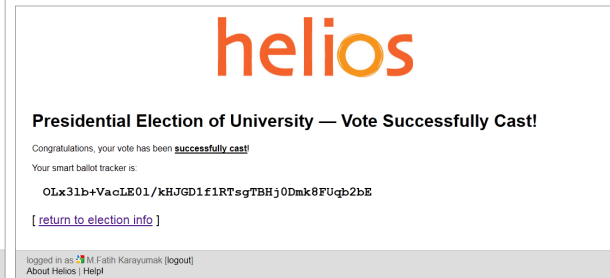 helios
Presidential Election of University — Vote Successfully Cast!
Congratulations, your vote has been successfully cast!
Your smart ballot tracker is:
OLx3lb+VacLE0l/kHJGD1f1RTsgTBHj0Dmk8FUqb2bE
[ return to election info ]
logged in as M.Fatih Karayumak [logout]
About Helios | Help!